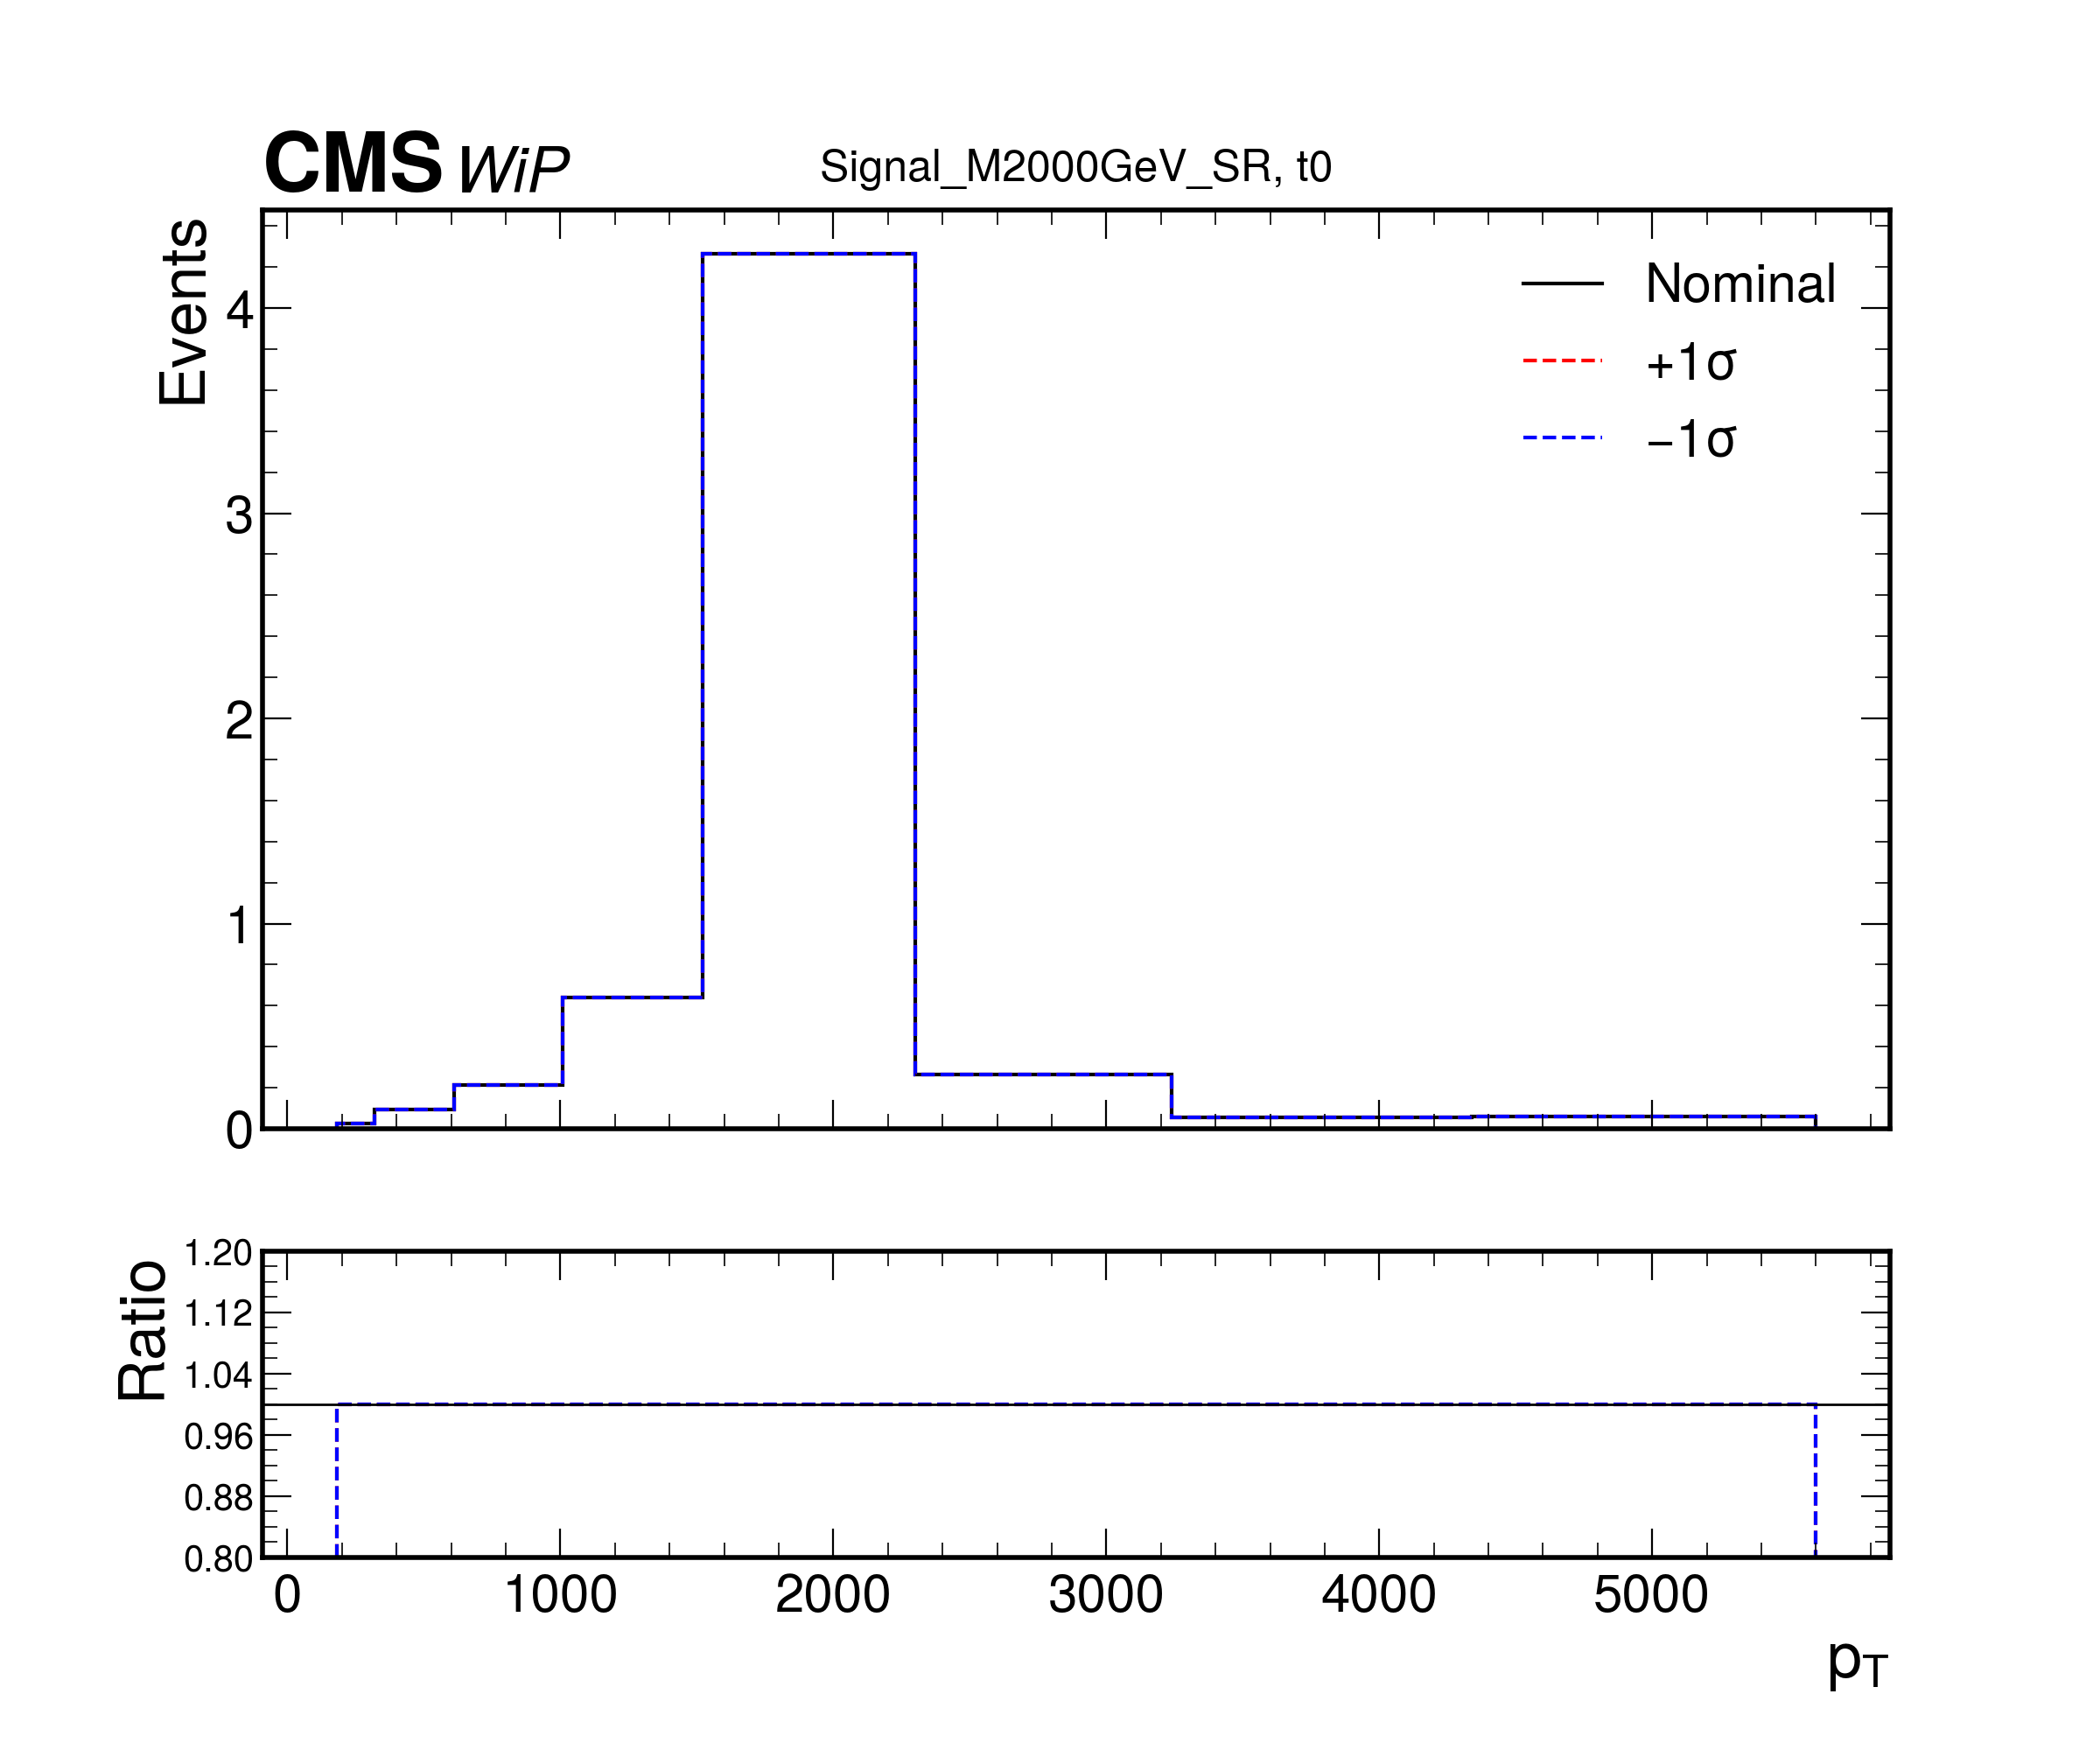 CMS WiP
Signal_M2000GeV_SR, t0
Events
4
3
2
1
0
Nominal
+1σ
−1σ
Ratio
1.20
1.12
1.04
0.96
0.88
0.80
0 1000 2000 3000 4000 5000
pT